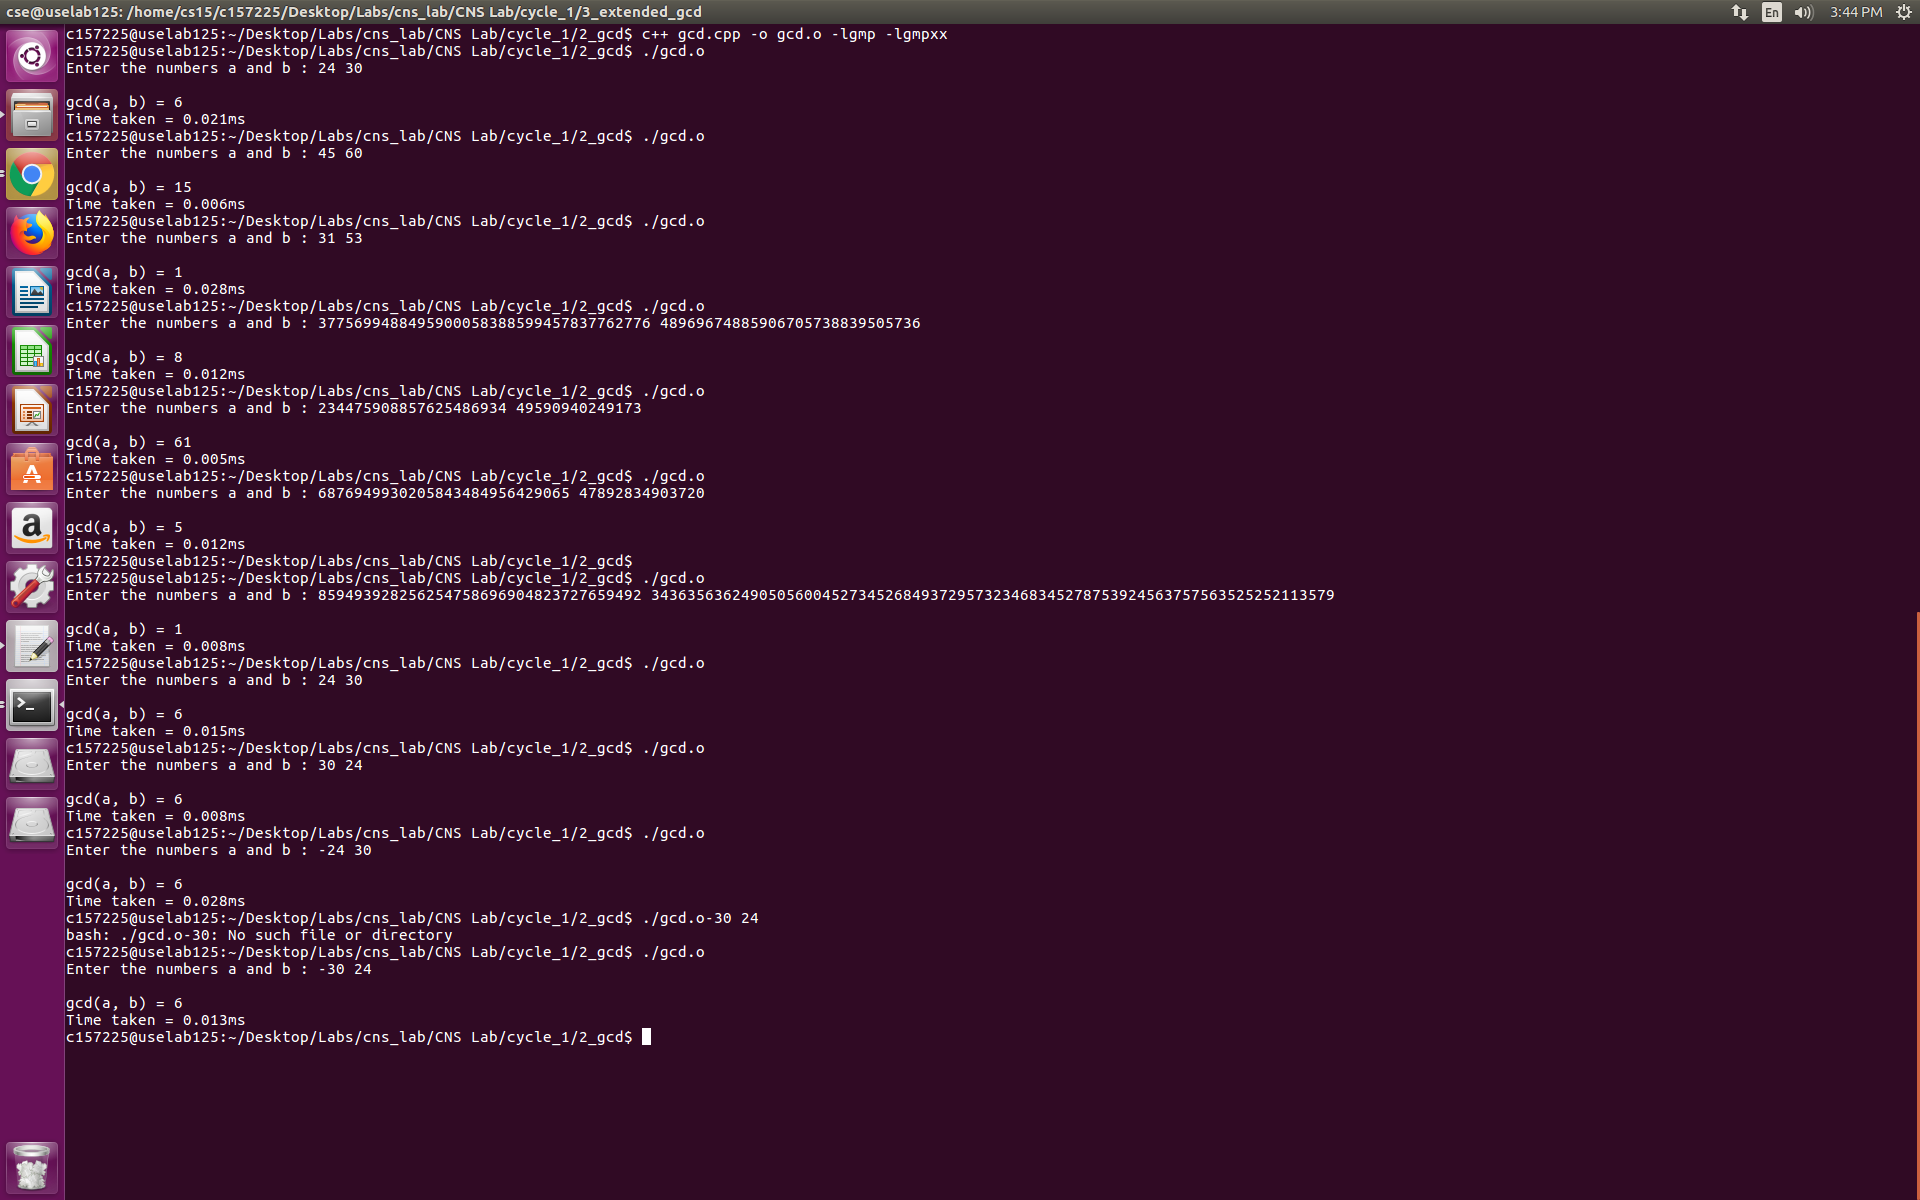 cse@uselab125: /home/cs15/c157225/Desktop/Labs/cns_lab/CNS Lab/cycle_1/3_extended_gcd
En
3:44 PM
c157225@uselab125:~/Desktop/Labs/cns_lab/CNS Lab/cycle_1/2_gcd$ c++ gcd.cpp -o gcd.o -lgmp -lgmpxx
c157225@uselab125:~/Desktop/Labs/cns_lab/CNS Lab/cycle_1/2_gcd$ ./gcd.o
Enter the numbers a and b : 24 30
gcd(a, b) = 6
Time taken = 0.021ms
c157225@uselab125:~/Desktop/Labs/cns_lab/CNS Lab/cycle_1/2_gcd$ ./gcd.o
Enter the numbers a and b : 45 60
gcd(a, b) = 15
Time taken = 0.006ms
c157225@uselab125:~/Desktop/Labs/cns_lab/CNS Lab/cycle_1/2_gcd$ ./gcd.o
Enter the numbers a and b : 31 53
gcd(a, b) = 1
Time taken = 0.028ms
c157225@uselab125:~/Desktop/Labs/cns_lab/CNS Lab/cycle_1/2_gcd$ ./gcd.o
Enter the numbers a and b : 3775699488495900058388599457837762776 48969674885906705738839505736
gcd(a, b) = 8
Time taken = 0.012ms
c157225@uselab125:~/Desktop/Labs/cns_lab/CNS Lab/cycle_1/2_gcd$ ./gcd.o
Enter the numbers a and b : 234475908857625486934 49590940249173
gcd(a, b) = 61
Time taken = 0.005ms
c157225@uselab125:~/Desktop/Labs/cns_lab/CNS Lab/cycle_1/2_gcd$ ./gcd.o
Enter the numbers a and b : 6876949930205843484956429065 47892834903720
gcd(a, b) = 5
Time taken = 0.012ms
c157225@uselab125:~/Desktop/Labs/cns_lab/CNS Lab/cycle_1/2_gcd$
c157225@uselab125:~/Desktop/Labs/cns_lab/CNS Lab/cycle_1/2_gcd$ ./gcd.o
Enter the numbers a and b : 859493928256254758696904823727659492 3436356362490505600452734526849372957323468345278753924563757563525252113579
gcd(a, b) = 1
Time taken = 0.008ms
c157225@uselab125:~/Desktop/Labs/cns_lab/CNS Lab/cycle_1/2_gcd$ ./gcd.o
Enter the numbers a and b : 24 30
gcd(a, b) = 6
Time taken = 0.015ms
c157225@uselab125:~/Desktop/Labs/cns_lab/CNS Lab/cycle_1/2_gcd$ ./gcd.o
Enter the numbers a and b : 30 24
gcd(a, b) = 6
Time taken = 0.008ms
c157225@uselab125:~/Desktop/Labs/cns_lab/CNS Lab/cycle_1/2_gcd$ ./gcd.o
Enter the numbers a and b : -24 30
gcd(a, b) = 6
Time taken = 0.028ms
c157225@uselab125:~/Desktop/Labs/cns_lab/CNS Lab/cycle_1/2_gcd$ ./gcd.o-30 24
bash: ./gcd.o-30: No such file or directory
c157225@uselab125:~/Desktop/Labs/cns_lab/CNS Lab/cycle_1/2_gcd$ ./gcd.o
Enter the numbers a and b : -30 24
gcd(a, b) = 6
Time taken = 0.013ms
c157225@uselab125:~/Desktop/Labs/cns_lab/CNS Lab/cycle_1/2_gcd$